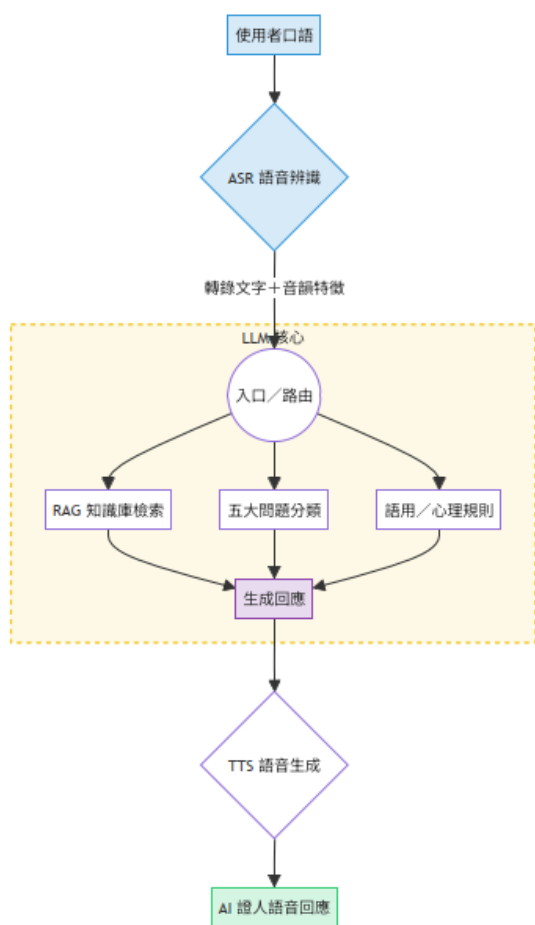 使用者口語
ASR 語音辨識
轉錄文字＋音韻特徵
LLM 核心
入口／路由
RAG 知識庫檢索
五大問題分類
語用／心理規則
生成回應
TTS 語音生成
AI 證人語音回應